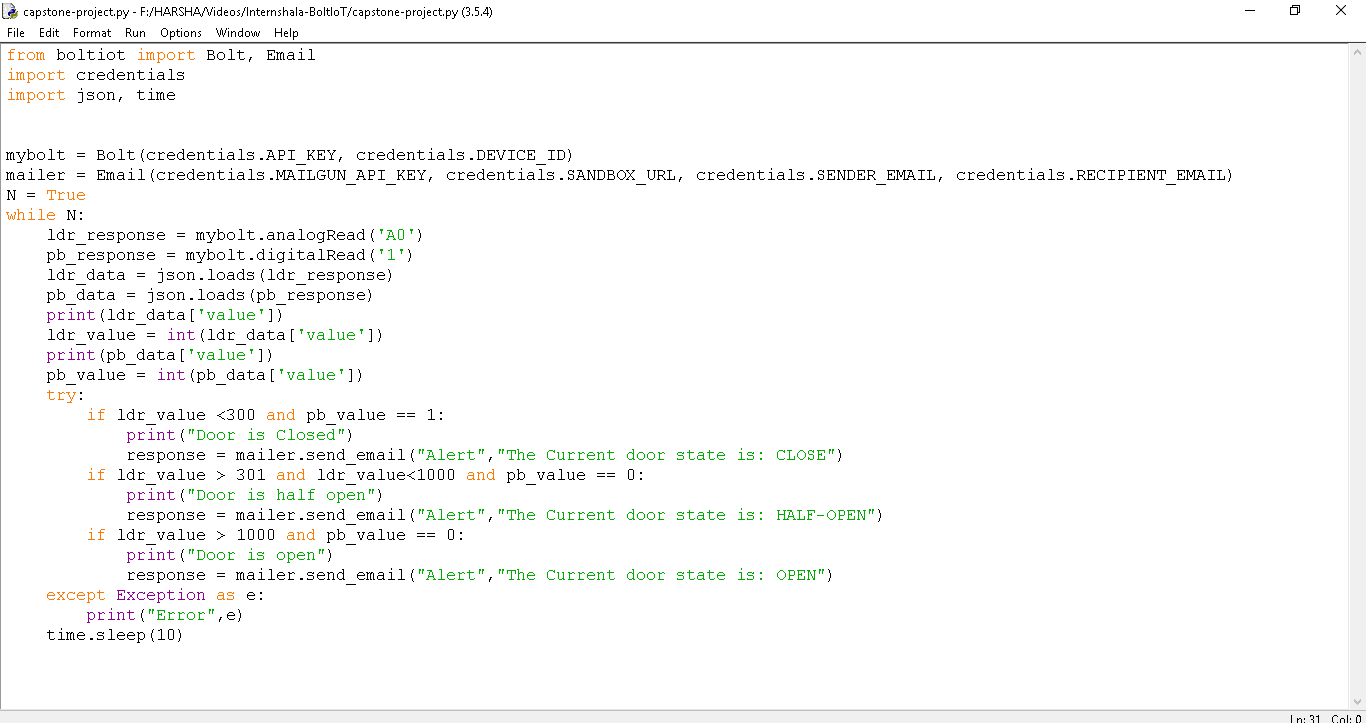 capstone-project.py - F:/HARSHA/Videos/Internshala-BoltIoT/capstone-project.py (3.5.4)
File Edit Format Run Options Window Help
from boltiot import Bolt, Email
import credentials
import json, time
mybolt = Bolt(credentials.API_KEY, credentials.DEVICE_ID)
mailer = Email(credentials.MAILGUN_API_KEY, credentials.SANDBOX_URL, credentials.SENDER_EMAIL, credentials.RECIPIENT_EMAIL)
N = True
while N:
    ldr_response = mybolt.analogRead('A0')
    pb_response = mybolt.digitalRead('1')
    ldr_data = json.loads(ldr_response)
    pb_data = json.loads(pb_response)
    print(ldr_data['value'])
    ldr_value = int(ldr_data['value'])
    print(pb_data['value'])
    pb_value = int(pb_data['value'])
    try:
        if ldr_value <300 and pb_value == 1:
            print("Door is Closed")
            response = mailer.send_email("Alert","The Current door state is: CLOSE")
        if ldr_value > 301 and ldr_value<1000 and pb_value == 0:
            print("Door is half open")
            response = mailer.send_email("Alert","The Current door state is: HALF-OPEN")
        if ldr_value > 1000 and pb_value == 0:
            print("Door is open")
            response = mailer.send_email("Alert","The Current door state is: OPEN")
    except Exception as e:
        print("Error",e)
    time.sleep(10)
Ln: 31 Col: 0